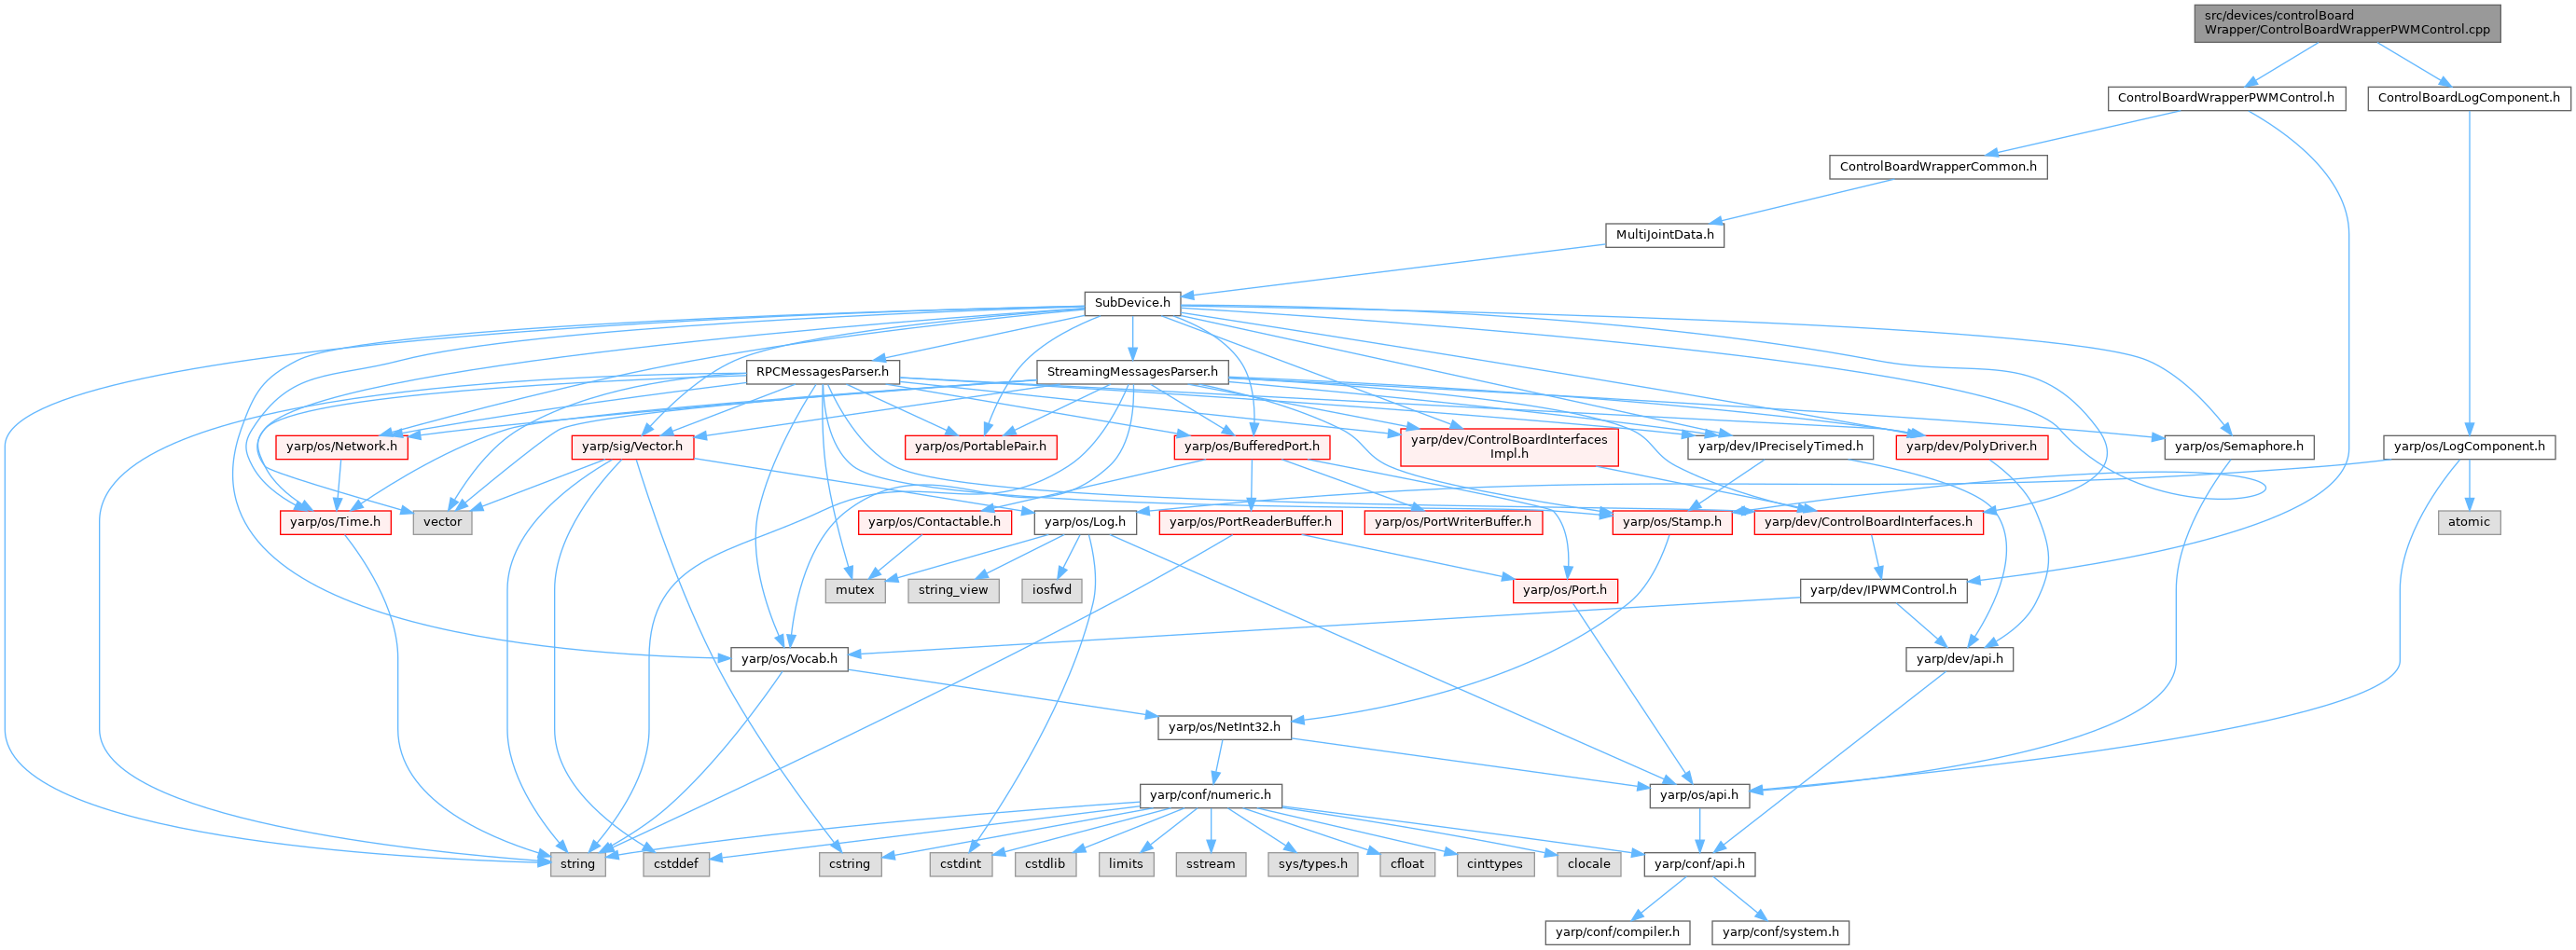 src/devices/controlBoard
Wrapper/ControlBoardWrapperPWMControl.cpp
ControlBoardWrapperPWMControl.h
ControlBoardLogComponent.h
ControlBoardWrapperCommon.h
MultiJointData.h
SubDevice.h
RPCMessagesParser.h
StreamingMessagesParser.h
yarp/os/Network.h
yarp/sig/Vector.h
yarp/os/PortablePair.h
yarp/os/BufferedPort.h
yarp/dev/ControlBoardInterfaces
Impl.h
yarp/dev/IPreciselyTimed.h
yarp/dev/PolyDriver.h
yarp/os/Semaphore.h
yarp/os/LogComponent.h
yarp/os/Time.h
vector
yarp/os/Contactable.h
yarp/os/Log.h
yarp/os/PortReaderBuffer.h
yarp/os/PortWriterBuffer.h
yarp/os/Stamp.h
yarp/dev/ControlBoardInterfaces.h
atomic
mutex
string_view
iosfwd
yarp/os/Port.h
yarp/dev/IPWMControl.h
yarp/os/Vocab.h
yarp/dev/api.h
yarp/os/NetInt32.h
yarp/conf/numeric.h
yarp/os/api.h
string
cstddef
cstring
cstdint
cstdlib
limits
sstream
sys/types.h
cfloat
cinttypes
clocale
yarp/conf/api.h
yarp/conf/compiler.h
yarp/conf/system.h